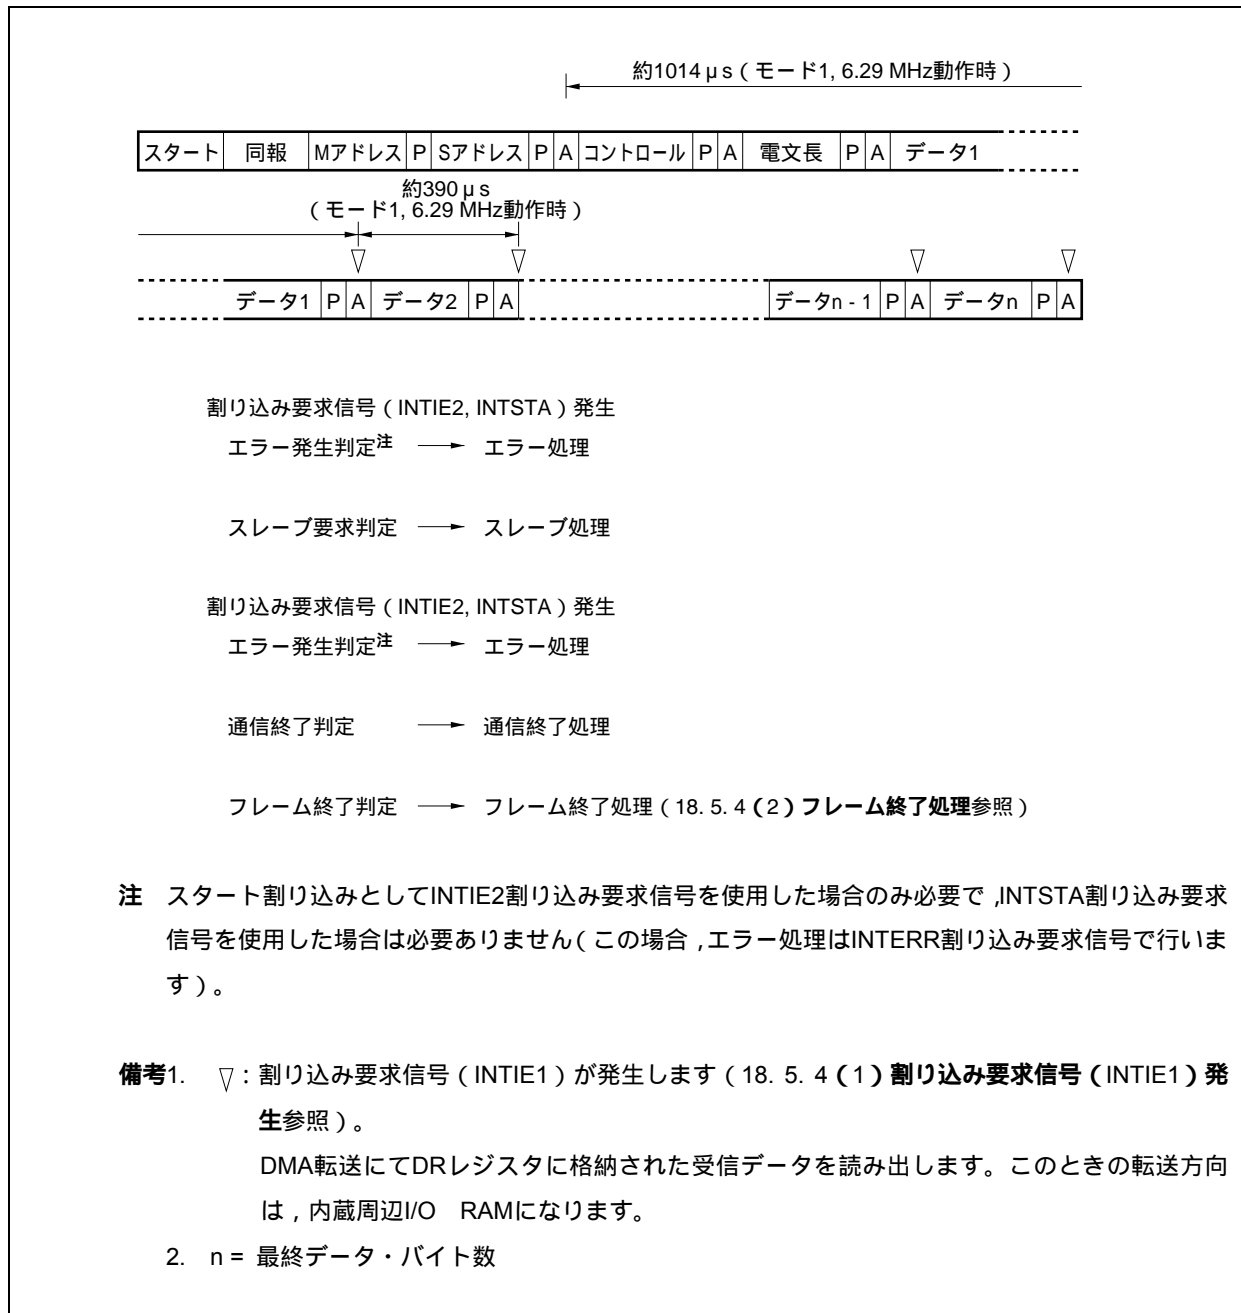 約1014μs（モード1, 6.29 MHz動作時）
スタート 同報 Mアドレス P Sアドレス P A コントロール P A 電文長 P A データ1
約390μs
（モード1, 6.29 MHz動作時）
データ1 P A データ2 P A データn - 1 P A データn P A
割り込み要求信号（INTIE2, INTSTA）発生
エラー発生判定注 → エラー処理
スレーブ要求判定 → スレーブ処理
割り込み要求信号（INTIE2, INTSTA）発生
エラー発生判定注 → エラー処理
通信終了判定 → 通信終了処理
フレーム終了判定 → フレーム終了処理（18. 5. 4（2）フレーム終了処理参照）
注 スタート割り込みとしてINTIE2割り込み要求信号を使用した場合のみ必要で，INTSTA割り込み要求
信号を使用した場合は必要ありません（この場合，エラー処理はINTERR割り込み要求信号で行いま
す）。
備考1. ▽：割り込み要求信号（INTIE1）が発生します（18. 5. 4（1）割り込み要求信号（INTIE1）発
生参照）。
DMA転送にてDRレジスタに格納された受信データを読み出します。このときの転送方向
は，内蔵周辺I/O RAMになります。
2. n = 最終データ・バイト数